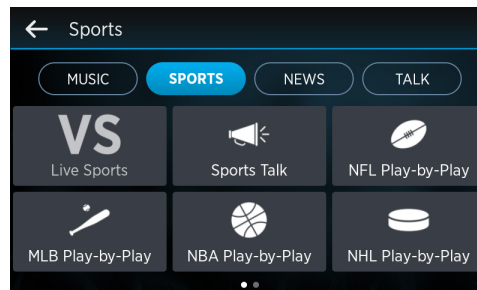 Sports
MUSIC SPORTS NEWS TALK
VS
Live Sports Sports Talk NFL Play-by-Play
MLB Play-by-Play NBA Play-by-Play NHL Play-by-Play